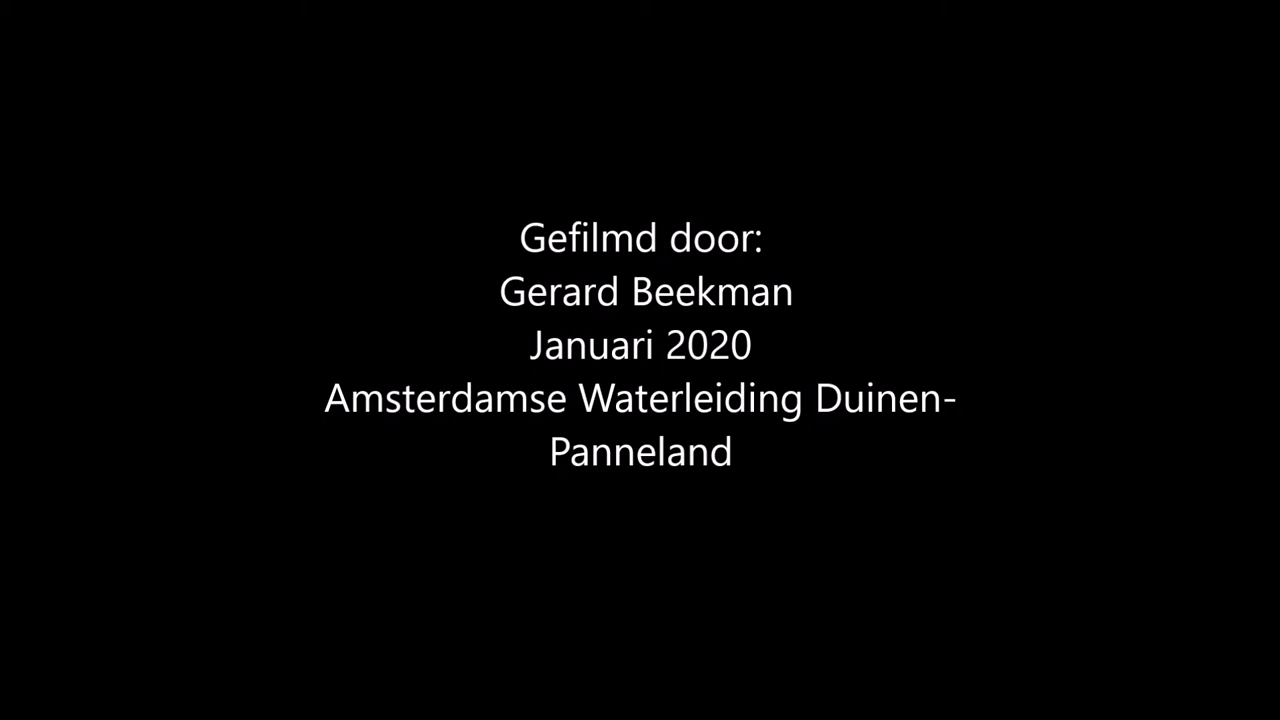 Gefilmd door:
Gerard Beekman
Januari 2020
Amsterdamse Waterleiding Duinen-
Panneland